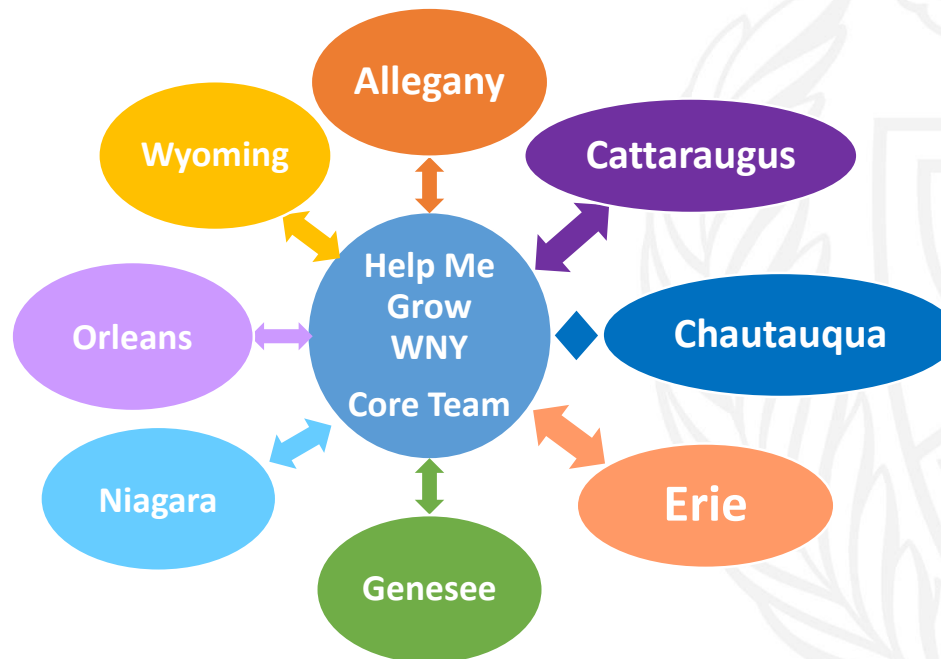 Allegany
Wyoming
Cattaraugus
Help Me
Grow
WNY
Core Team
Orleans
Chautauqua
Niagara
Erie
Genesee